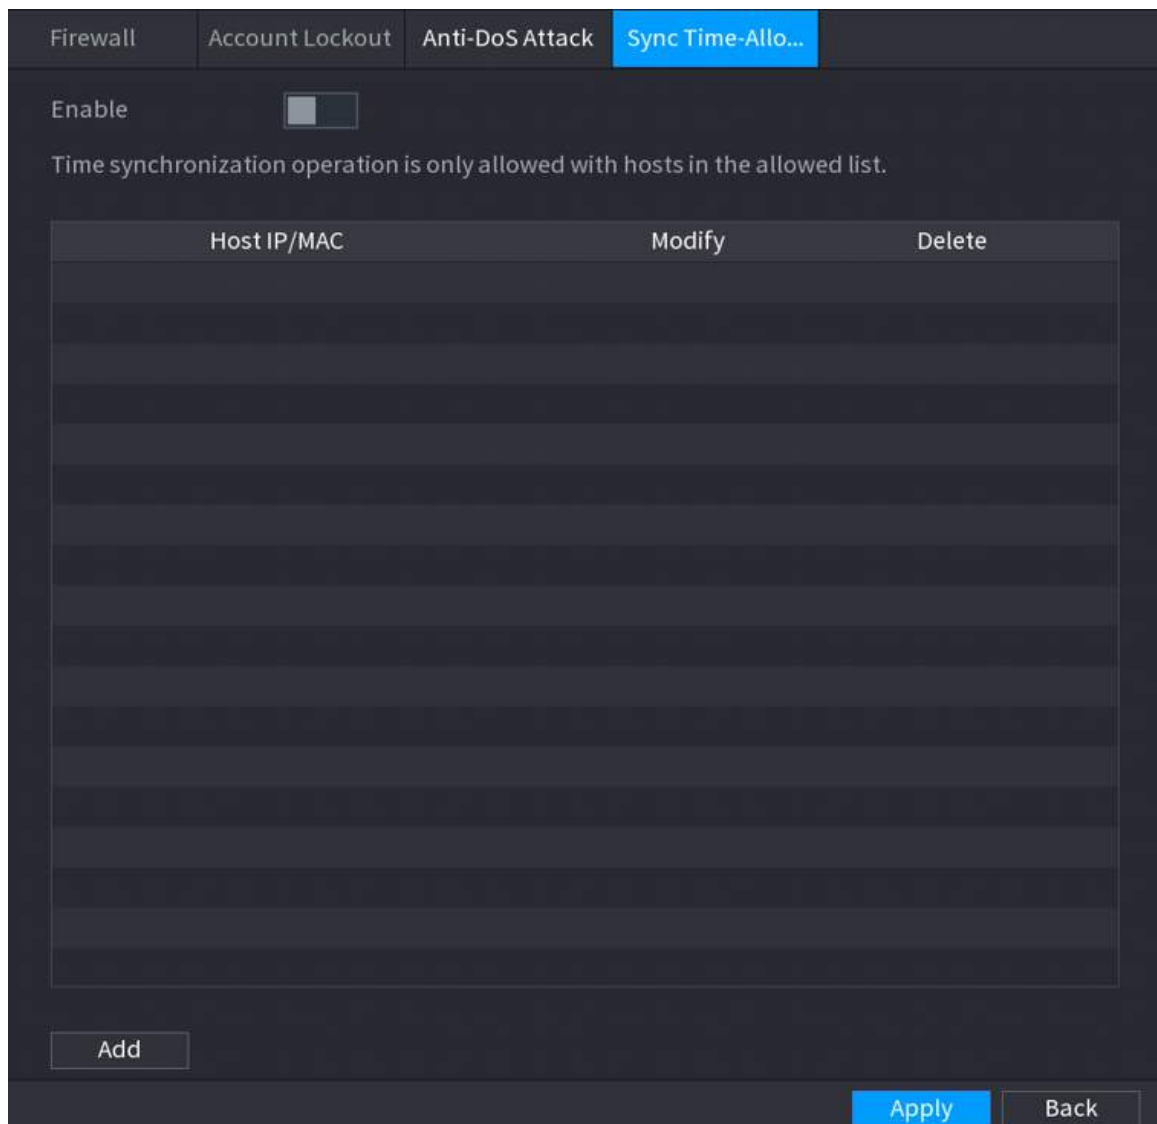 Firewall Account Lockout Anti-DoS Attack Sync Time-Allo...
Enable
Time synchronization operation is only allowed with hosts in the allowed list.
Host IP/MAC Modify Delete
Add
Apply Back